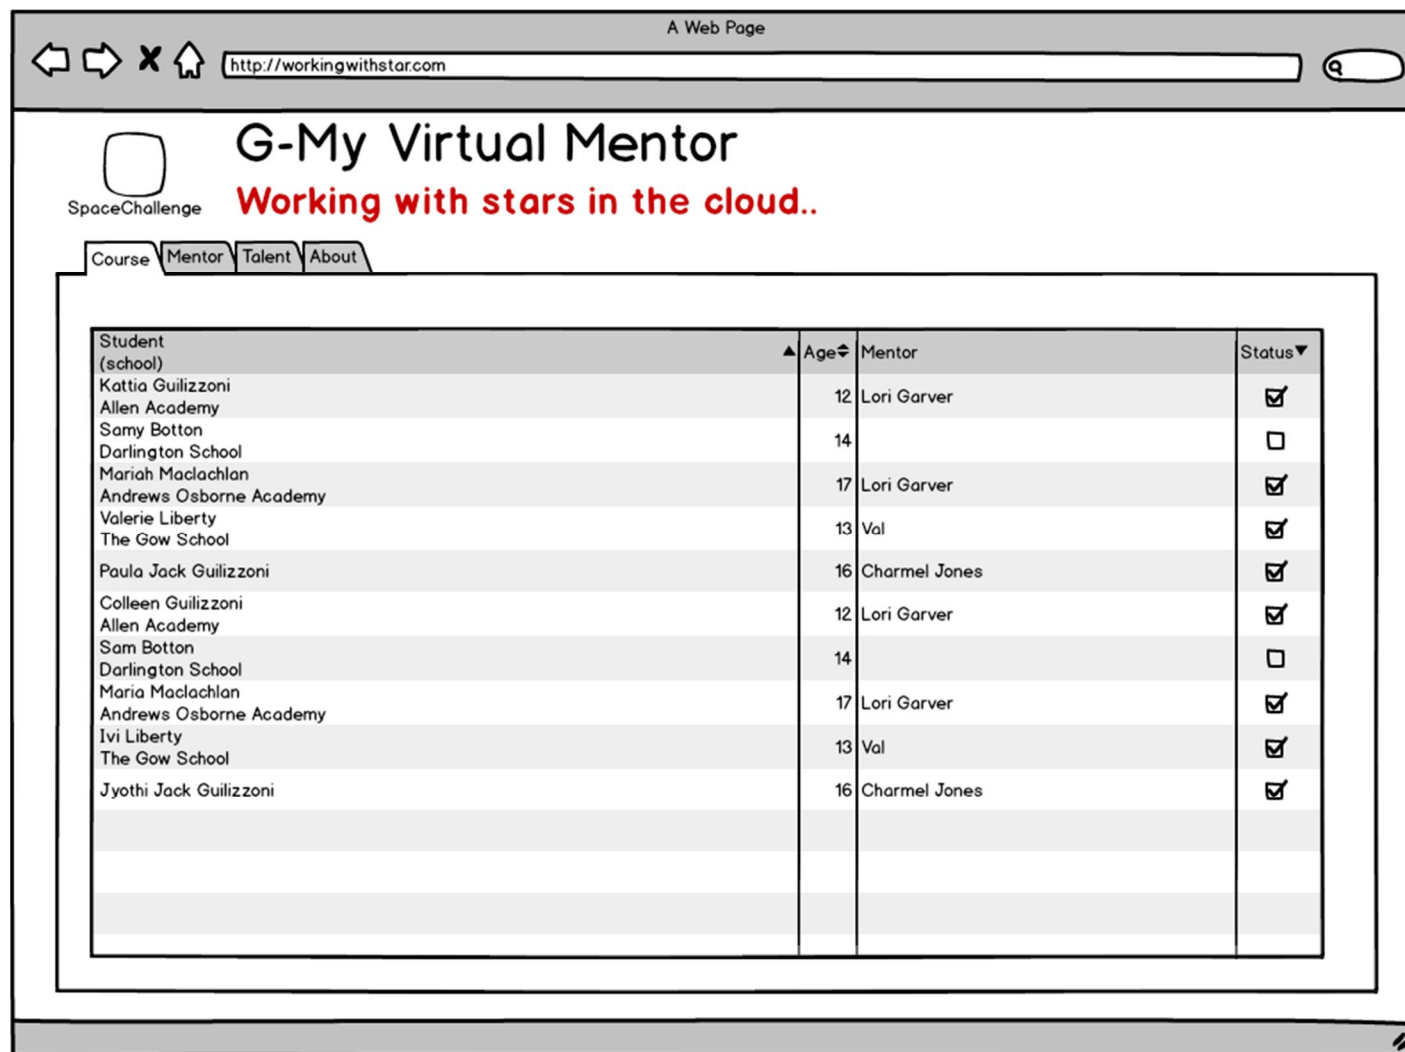 A Web Page
http://workingwithstar.com
G-My Virtual Mentor
SpaceChallenge
Working with stars in the cloud..
Course Mentor Talent About
Student
(school)
Age Mentor Status
Kattia Guilizzoni
Allen Academy
12 Lori Garver
Samy Botton
Darlington School
14
Mariah Maclachlan
Andrews Osborne Academy
17 Lori Garver
Valerie Liberty
The Gow School
13 Val
Paula Jack Guilizzoni 16 Charmel Jones
Colleen Guilizzoni
Allen Academy
12 Lori Garver
Sam Botton
Darlington School
14
Maria Maclachlan
Andrews Osborne Academy
17 Lori Garver
Ivi Liberty
The Gow School
13 Val
Jyothi Jack Guilizzoni 16 Charmel Jones